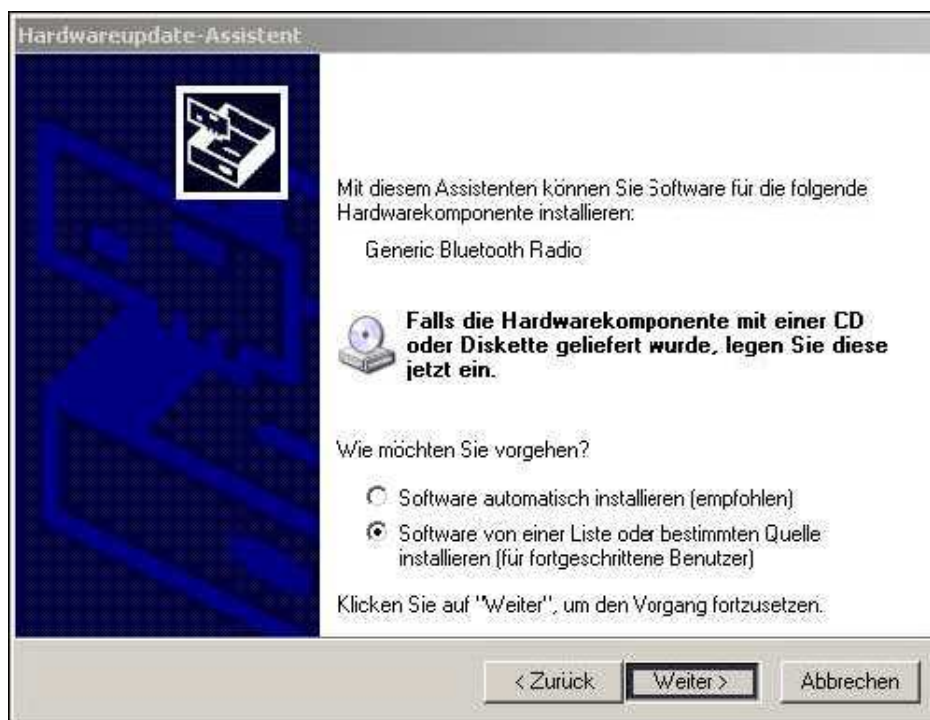 Hardwareupdate-Assistent
Mit diesem Assistenten können Sie Software für die folgende
Hardwarekomponente installieren:
Generic Bluetooth Radio
Falls die Hardwarekomponente mit einer CD
oder Diskette geliefert wurde, legen Sie diese
jetzt ein.
Wie möchten Sie vorgehen?
Software automatisch installieren (empfohlen)
Software von einer Liste oder bestimmten Quelle
installieren (für fortgeschrittene Benutzer)
Klicken Sie auf "Weiter", um den Vorgang fortzusetzen.
< Zurück
Weiter >
Abbrechen